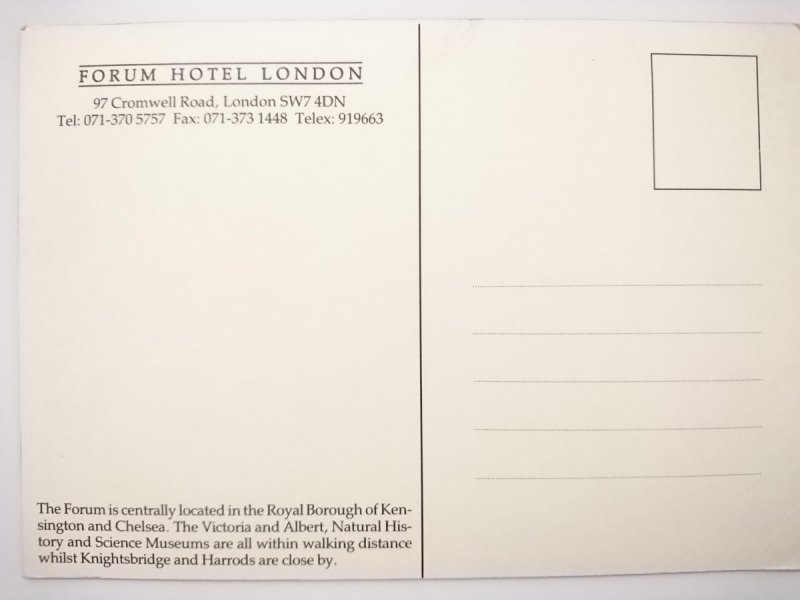 FORUM HOTEL LONDON
97 Cromwell Road, London SW7 4DN
Tel: 071-370 5757 Fax: 071-373 1448 Telex: 919663
The Forum is centrally located in the Royal Borough of Ken-
sington and Chelsea. The Victoria and Albert, Natural His-
tory and Science Museums are all within walking distance
whilst Knightsbridge and Harrods are close by.